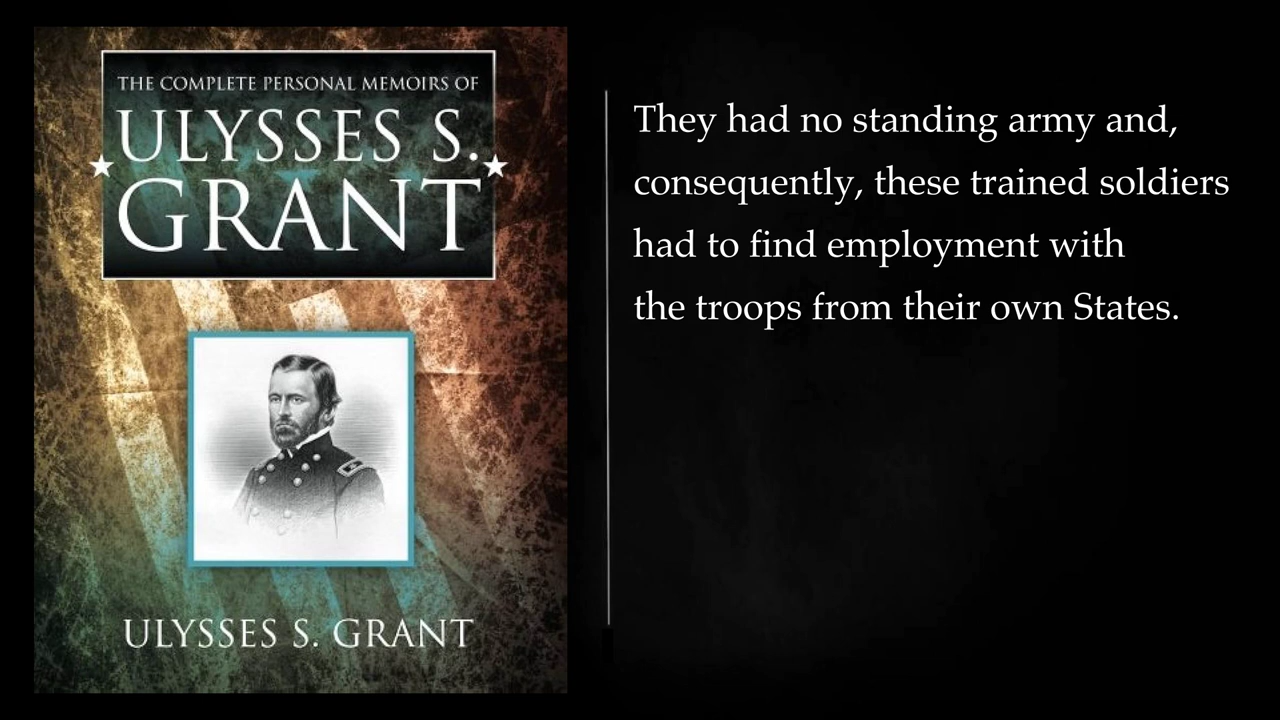 THE COMPLETE PERSONAL MEMOIRS OF
ULYSSES S.
GRANT
ULYSSES S. GRANT
They had no standing army and,
consequently, these trained soldiers
had to find employment with
the troops from their own States.